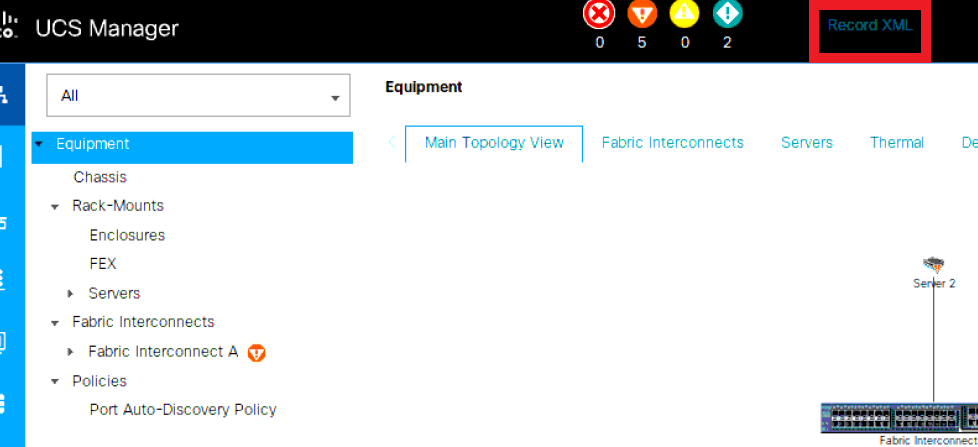 UCS Manager
0 5 0 2
Record XML
All
Equipment
Chassis
Rack-Mounts
Enclosures
FEX
Servers
Fabric Interconnects
Fabric Interconnect A
Policies
Port Auto-Discovery Policy
Equipment
Main Topology View Fabric Interconnects Servers Thermal De
Server 2
Fabric Interconnect